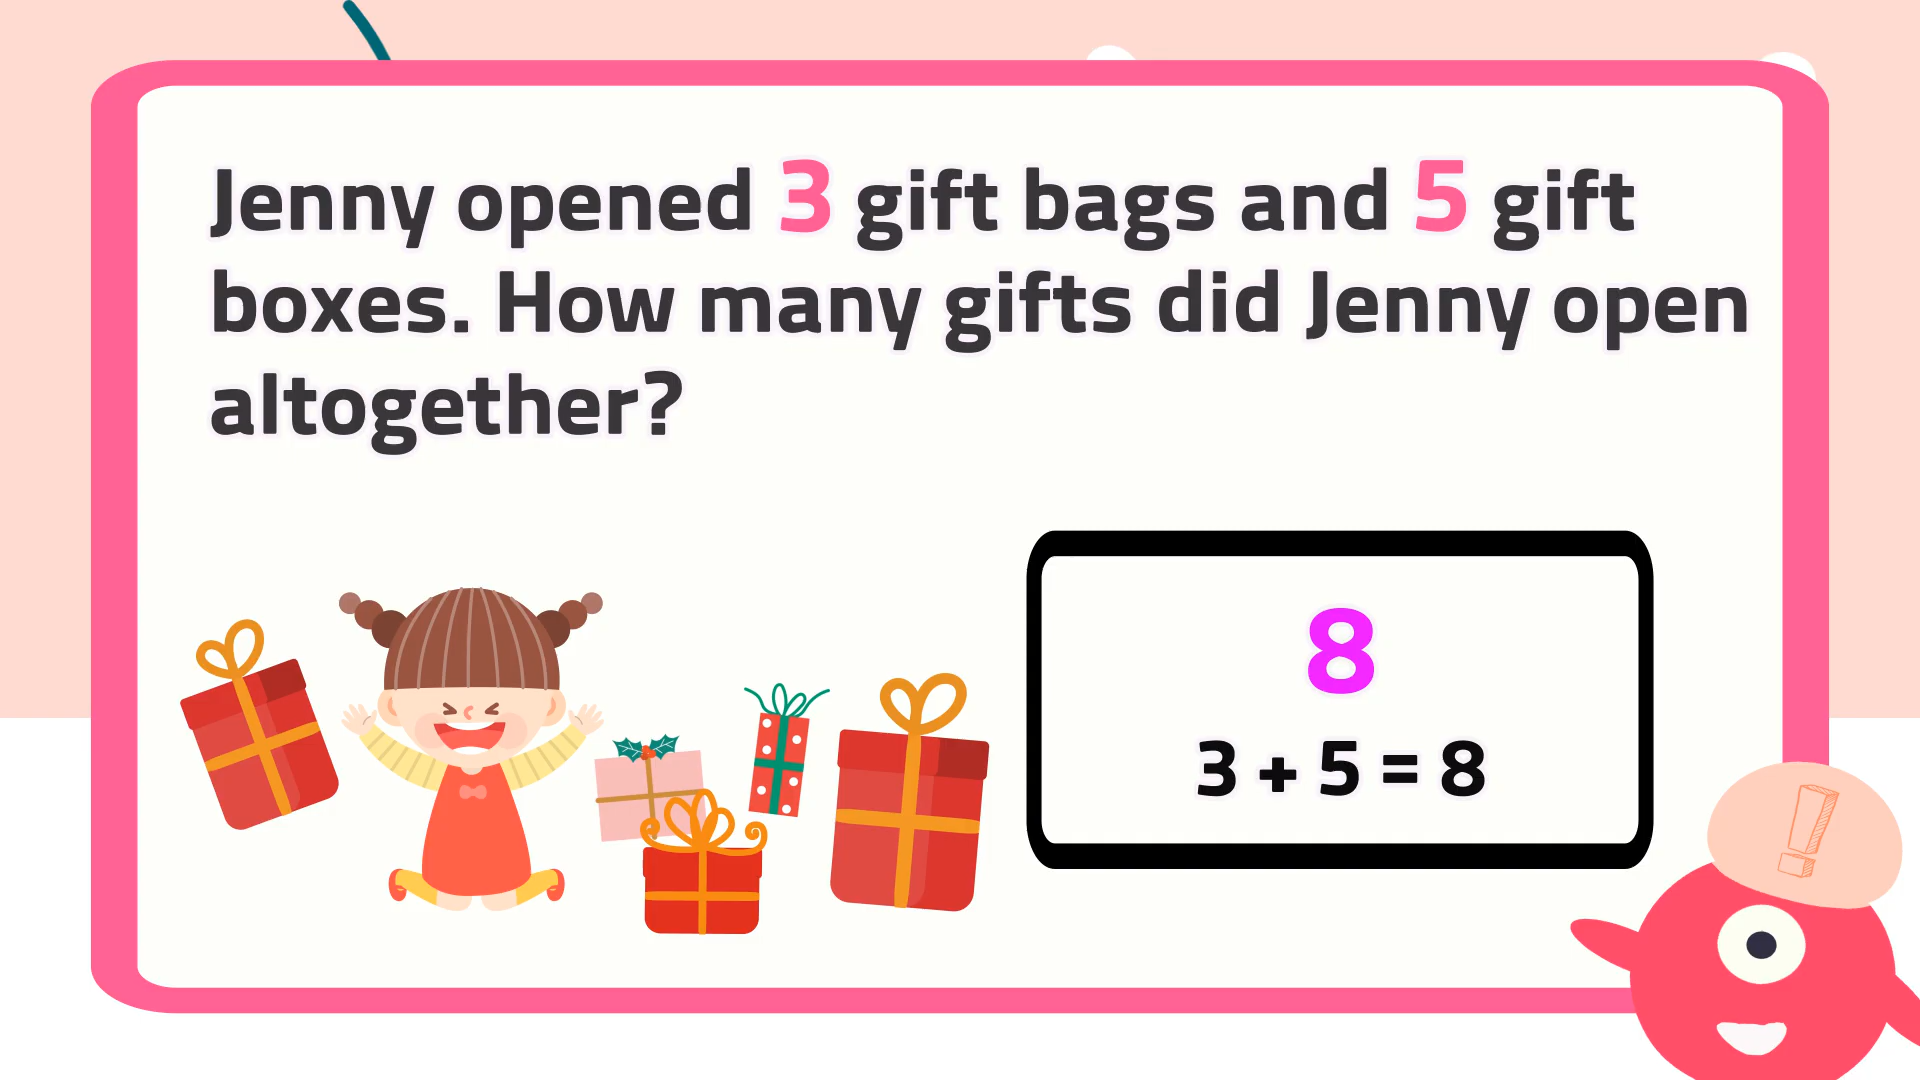 Jenny opened 3 gift bags and 5 gift
boxes. How many gifts did Jenny open
altogether?
8
3 + 5 = 8
!